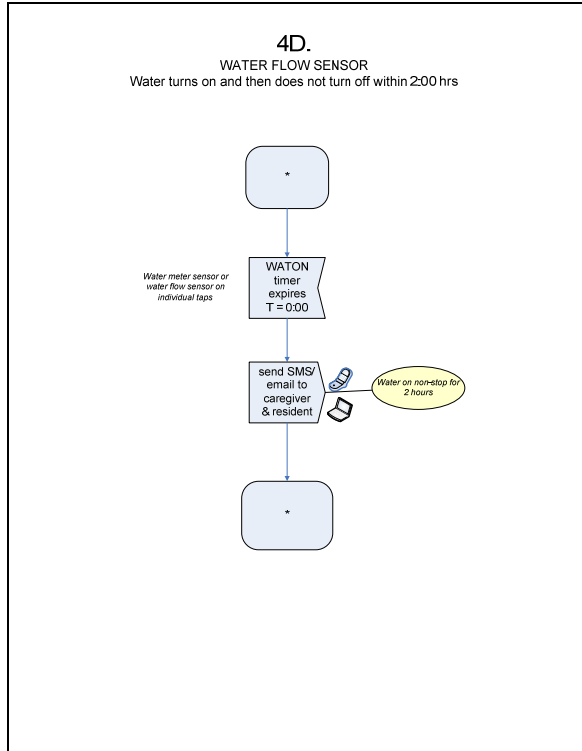 4D.
WATER FLOW SENSOR
Water turns on and then does not turn off within 2:00 hrs
*
Water meter sensor or
water flow sensor on
individual taps
WATON
timer
expires
T = 0:00
send SMS/
email to
caregiver
& resident
Water on non-stop for
2 hours
*